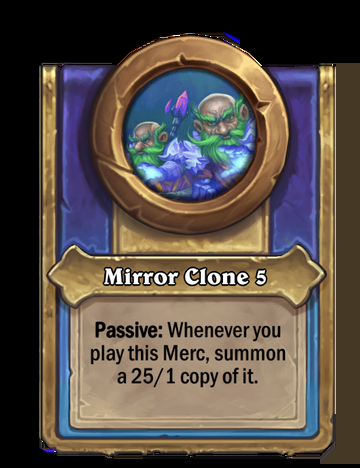 Mirror Clone 5
Passive: Whenever you
play this Merc, summon
a 25/1 copy of it.